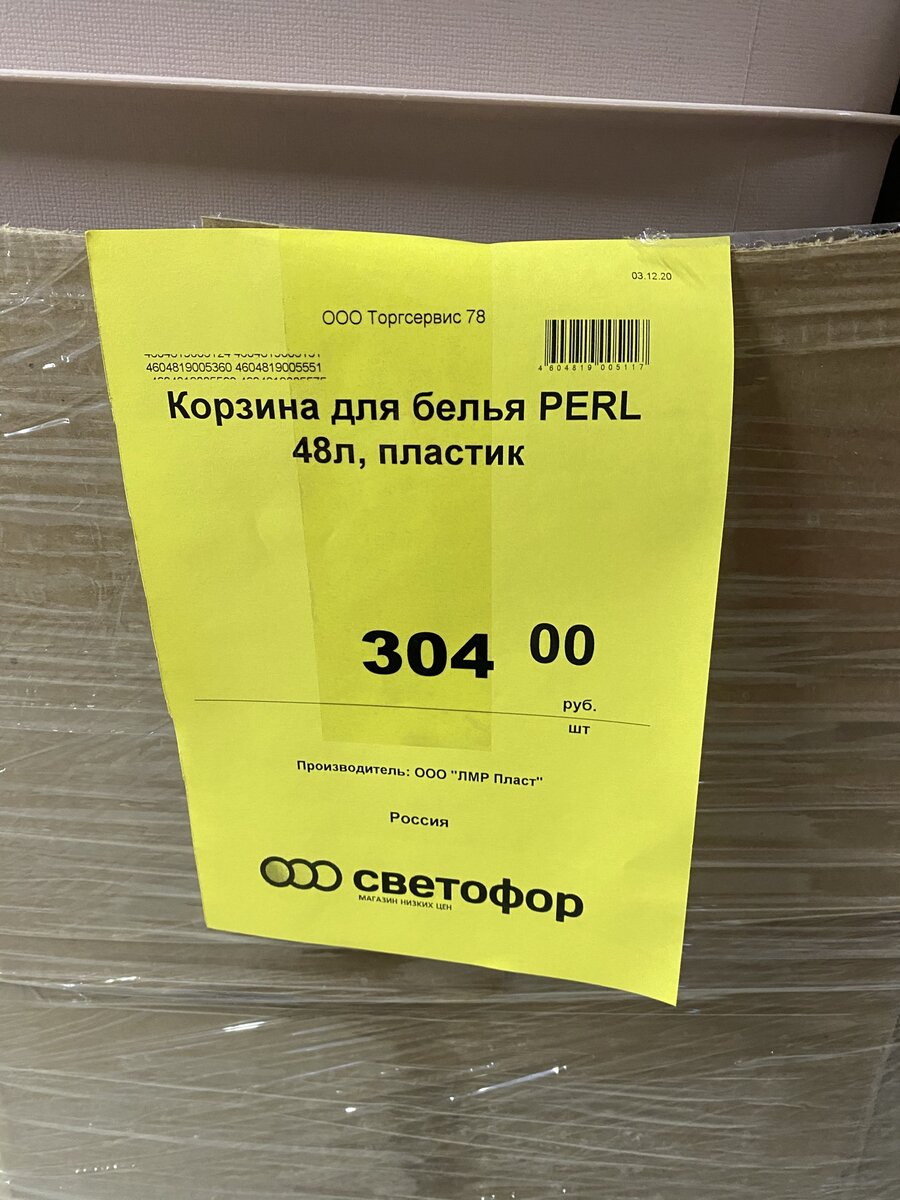 03.12.20
ООО Торгсервис 78
4604819005117
4604819005360 4604819005551
Корзина для белья PERL
48л, пластик
304 00
руб.
шт
Производитель: ООО "ЛМР Пласт"
Россия
светофор
МАГАЗИН НИЗКИХ ЦЕН